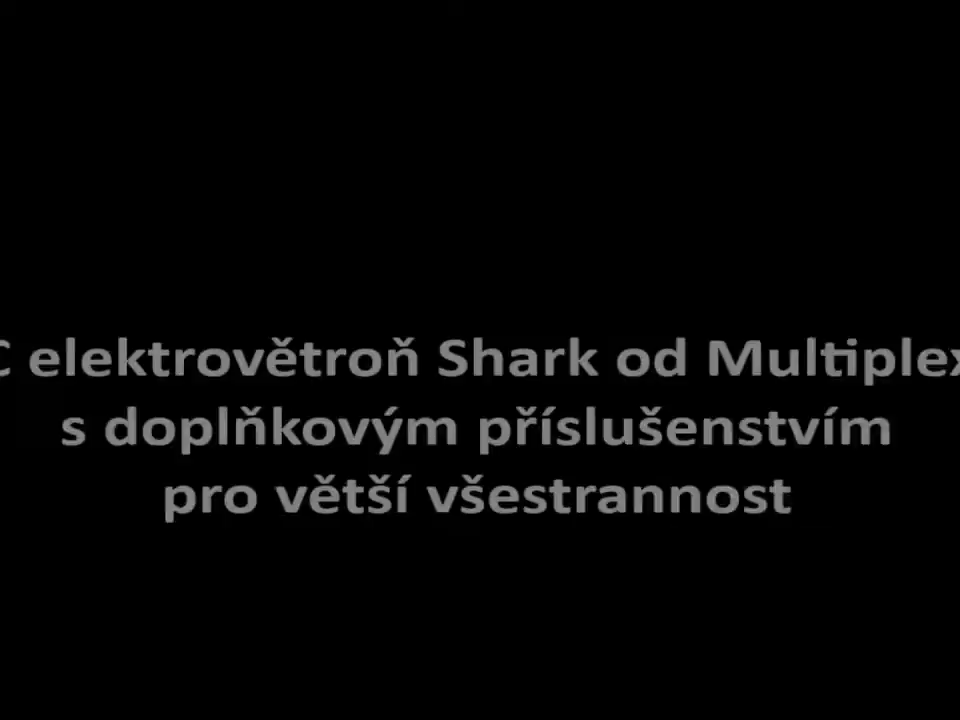 C elektrovětroň Shark od Multiplex
s doplňkovým příslušenstvím
pro větší všestrannost